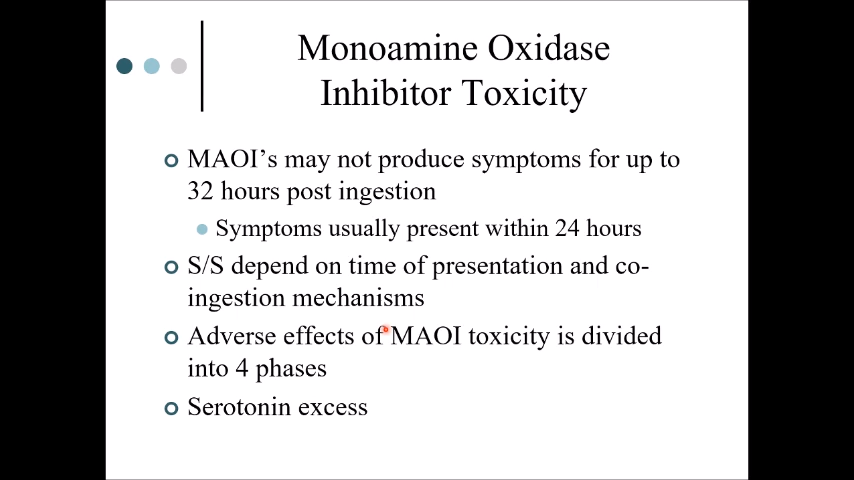 Monoamine Oxidase
Inhibitor Toxicity
MAOI's may not produce symptoms for up to
32 hours post ingestion
Symptoms usually present within 24 hours
S/S depend on time of presentation and co-
ingestion mechanisms
Adverse effects of MAOI toxicity is divided
into 4 phases
Serotonin excess